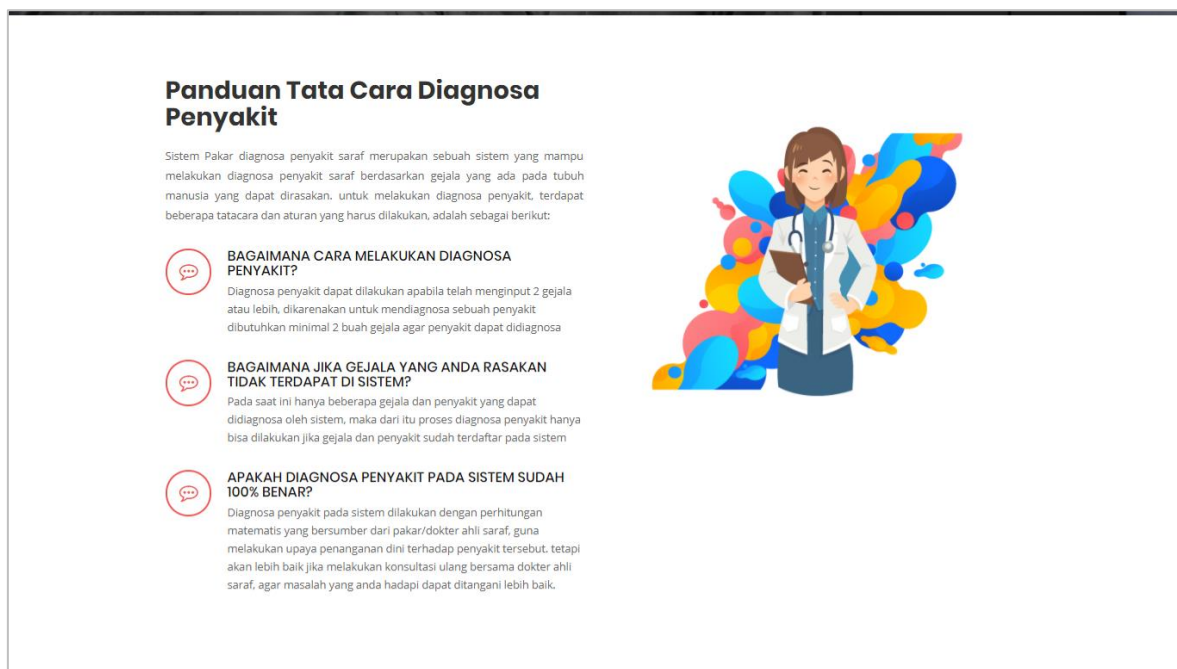 Panduan Tata Cara Diagnosa
Penyakit
Sistem Pakar diagnosa penyakit saraf merupakan sebuah sistem yang mampu
melakukan diagnosa penyakit saraf berdasarkan gejala yang ada pada tubuh
manusia yang dapat dirasakan. untuk melakukan diagnosa penyakit, terdapat
beberapa tatacara dan aturan yang harus dilakukan, adalah sebagai berikut:
BAGAIMANA CARA MELAKUKAN DIAGNOSA
PENYAKIT?
Diagnosa penyakit dapat dilakukan apabila telah menginput 2 gejala
atau lebih, dikarenakan untuk mendiagnosa sebuah penyakit
dibutuhkan minimal 2 buah gejala agar penyakit dapat didiagnosa
BAGAIMANA JIKA GEJALA YANG ANDA RASAKAN
TIDAK TERDAPAT DI SISTEM?
Pada saat ini hanya beberapa gejala dan penyakit yang dapat
didiagnosa oleh sistem, maka dari itu proses diagnosa penyakit hanya
bisa dilakukan jika gejala dan penyakit sudah terdaftar pada sistem
APAKAH DIAGNOSA PENYAKIT PADA SISTEM SUDAH
100% BENAR?
Diagnosa penyakit pada sistem dilakukan dengan perhitungan
matematis yang bersumber dari pakar/dokter ahli saraf, guna
melakukan upaya penanganan dini terhadap penyakit tersebut. tetapi
akan lebih baik jika melakukan konsultasi ulang bersama dokter ahli
saraf, agar masalah yang anda hadapi dapat ditangani lebih baik.